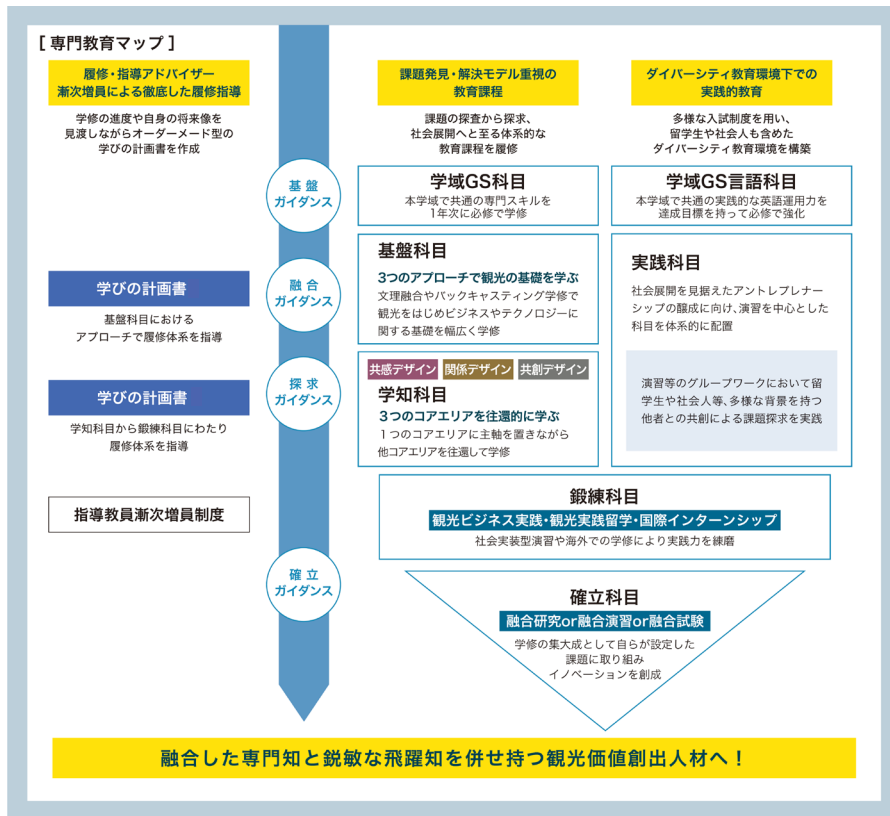 [ 専門教育マップ ]
履修・指導アドバイザー
漸次増員による徹底した履修指導
学修の進度や自身の将来像を
見渡しながらオーダーメード型の
学びの計画書を作成
課題発見・解決モデル重視の
教育課程
課題の探査から探求、
社会展開へと至る体系的な
教育課程を履修
ダイバーシティ教育環境下での
実践的教育
多様な入試制度を用い、
留学生や社会人も含めた
ダイバーシティ教育環境を構築
基 盤
ガイダンス
学域GS科目
本学域で共通の専門スキルを
1年次に必修で学修
学域GS言語科目
本学域で共通の実践的な英語運用力を
達成目標を持って必修で強化
学びの計画書
基盤科目における
アプローチで履修体系を指導
融 合
ガイダンス
基盤科目
3つのアプローチで観光の基礎を学ぶ
文理融合やバックキャスティング学修で
観光をはじめビジネスやテクノロジーに
関する基礎を幅広く学修
実践科目
社会展開を見据えたアントレプレナー
シップの醸成に向け、演習を中心とした
科目を体系的に配置
演習等のグループワークにおいて留
学生や社会人等、多様な背景を持つ
他者との共創による課題探求を実践
学びの計画書
学知科目から鍛練科目にわたり
履修体系を指導
探 求
ガイダンス
共感デザイン 関係デザイン 共創デザイン
学知科目
3つのコアエリアを往還的に学ぶ
1つのコアエリアに主軸を置きながら
他コアエリアを往還して学修
指導教員漸次増員制度
鍛練科目
観光ビジネス実践・観光実践留学・国際インターンシップ
社会実装型演習や海外での学修により実践力を練磨
確 立
ガイダンス
確立科目
融合研究or融合演習or融合試験
学修の集大成として自らが設定した
課題に取り組み
イノベーションを創成
融合した専門知と鋭敏な飛躍知を併せ持つ観光価値創出人材へ！